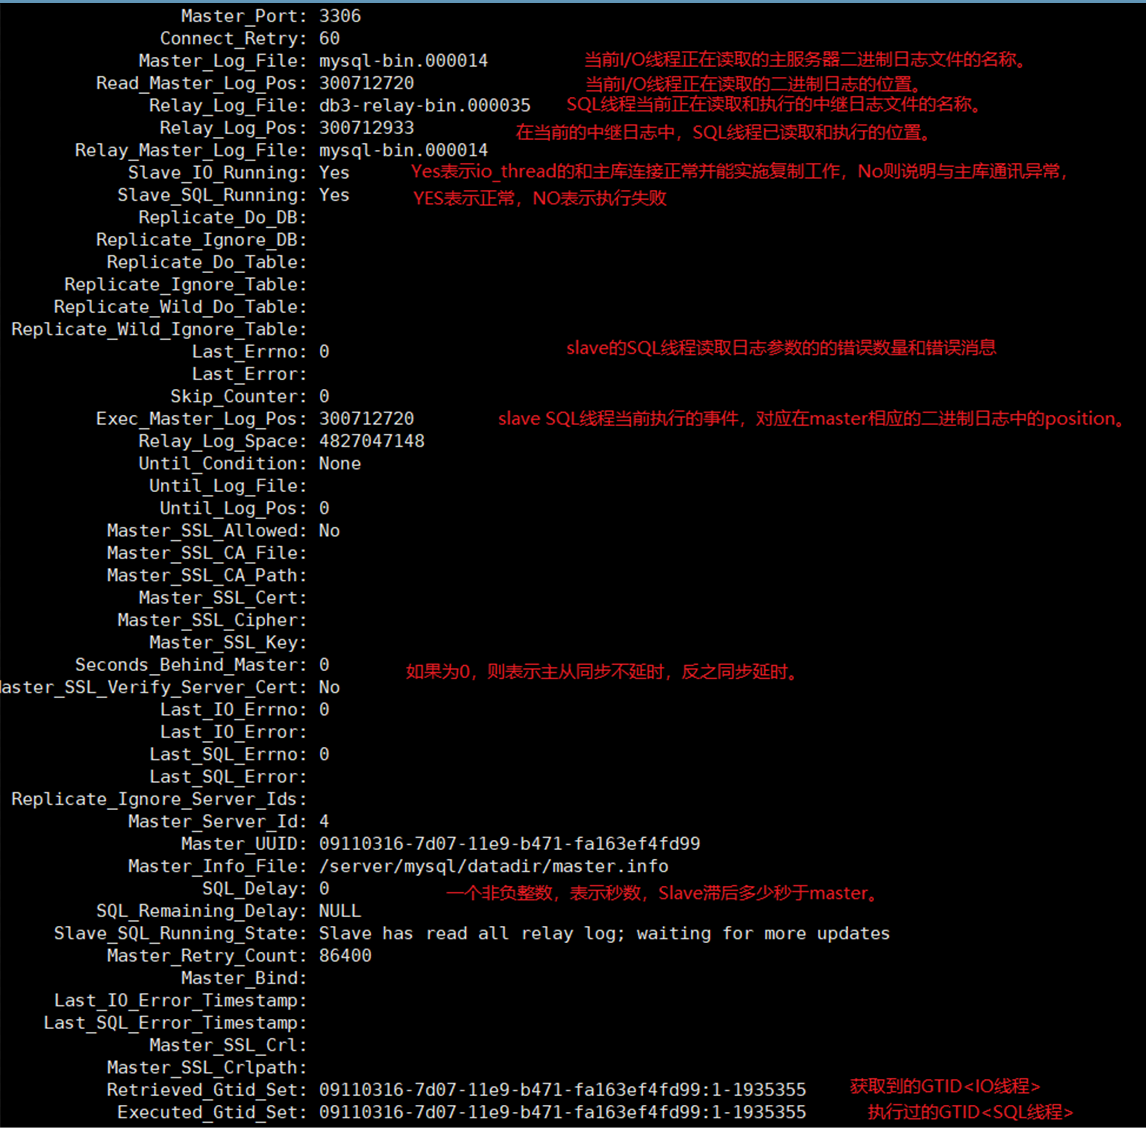 Master_Port: 3306
Connect_Retry: 60
Master_Log_File: mysql-bin.000014 当前I/O线程正在读取的主服务器二进制日志文件的名称。
Read_Master_Log_Pos: 300712720 当前I/O线程正在读取的二进制日志的位置。
Relay_Log_File: db3-relay-bin.000035 SQL线程当前正在读取和执行的中继日志文件的名称。
Relay_Log_Pos: 300712933 在当前的中继日志中，SQL线程已读取和执行的位置。
Relay_Master_Log_File: mysql-bin.000014
Slave_IO_Running: Yes Yes表示io_thread的和主库连接正常并能实施复制工作，No则说明与主库通讯异常，
Slave_SQL_Running: Yes YES表示正常，NO表示执行失败
Replicate_Do_DB:
Replicate_Ignore_DB:
Replicate_Do_Table:
Replicate_Ignore_Table:
Replicate_Wild_Do_Table:
Replicate_Wild_Ignore_Table:
Last_Errno: 0 slave的SQL线程读取日志参数的的错误数量和错误消息
Last_Error:
Skip_Counter: 0
Exec_Master_Log_Pos: 300712720 slave SQL线程当前执行的事件，对应在master相应的二进制日志中的position。
Relay_Log_Space: 4827047148
Until_Condition: None
Until_Log_File:
Until_Log_Pos: 0
Master_SSL_Allowed: No
Master_SSL_CA_File:
Master_SSL_CA_Path:
Master_SSL_Cert:
Master_SSL_Cipher:
Master_SSL_Key:
Seconds_Behind_Master: 0 如果为0，则表示主从同步不延时，反之同步延时。
aster_SSL_Verify_Server_Cert: No
Last_IO_Errno: 0
Last_IO_Error:
Last_SQL_Errno: 0
Last_SQL_Error:
Replicate_Ignore_Server_Ids:
Master_Server_Id: 4
Master_UUID: 09110316-7d07-11e9-b471-fa163ef4fd99
Master_Info_File: /server/mysql/datadir/master.info
SQL_Delay: 0 一个非负整数，表示秒数，Slave滞后多少秒于master。
SQL_Remaining_Delay: NULL
Slave_SQL_Running_State: Slave has read all relay log; waiting for more updates
Master_Retry_Count: 86400
Master_Bind:
Last_IO_Error_Timestamp:
Last_SQL_Error_Timestamp:
Master_SSL_Crl:
Master_SSL_Crlpath:
Retrieved_Gtid_Set: 09110316-7d07-11e9-b471-fa163ef4fd99:1-1935355 获取到的GTID<IO线程>
Executed_Gtid_Set: 09110316-7d07-11e9-b471-fa163ef4fd99:1-1935355 执行过的GTID<SQL线程>